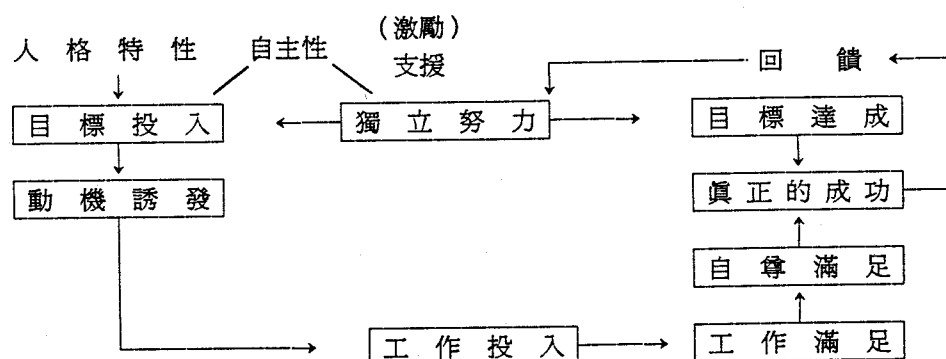 (激勵)
人格特性 自主性 支援 回饋
目標投入 獨立努力 目標達成
動機誘發 眞正的成功
自尊滿足
工作投入 工作滿足